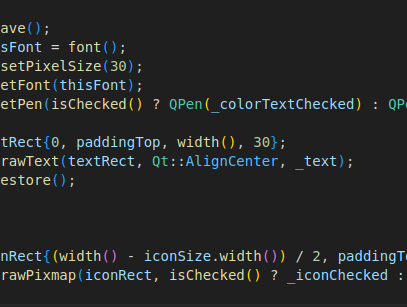 ave();
sFont = font();
setPixelSize(30);
etFont(thisFont);
etPen(isChecked() ? QPen(_colorTextChecked) : QPe
tRect{0, paddingTop, width(), 30};
rawText(textRect, Qt::AlignCenter, _text);
estore();
nRect{(width() - iconSize.width()) / 2, paddingTo
rawPixmap(iconRect, isChecked() ? _iconChecked :